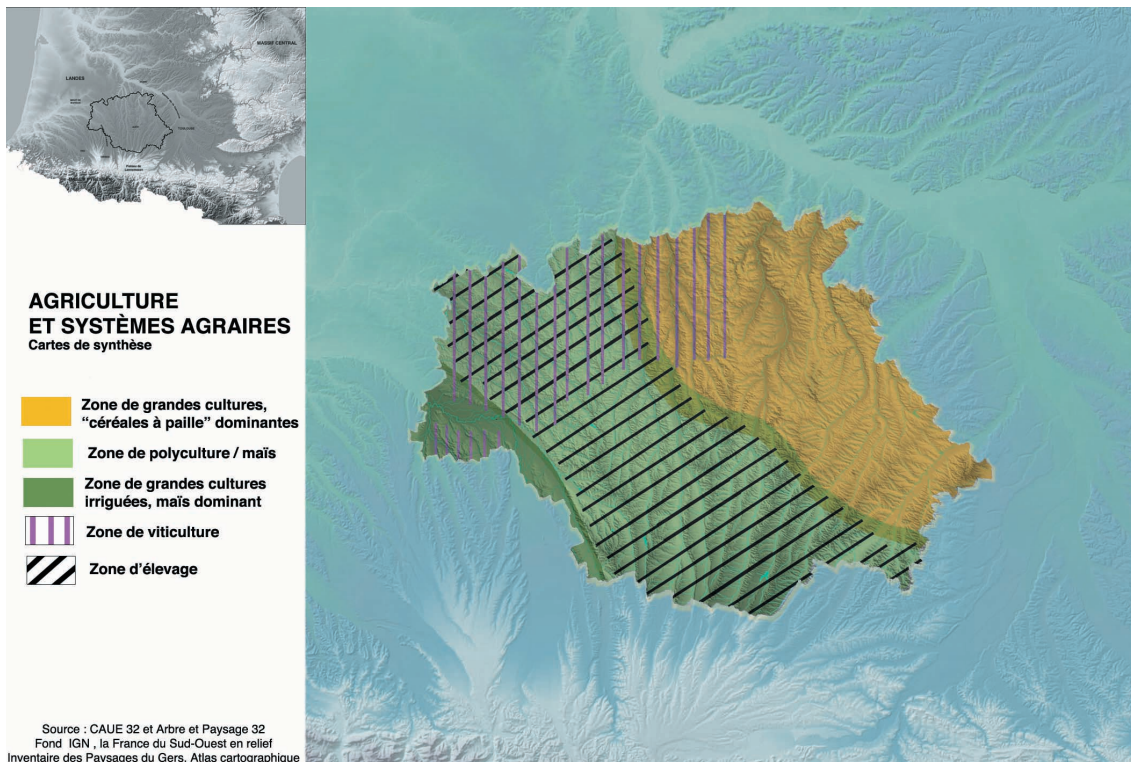 MASSIF CENTRAL
LANDES
TOULOUSE
AGRICULTURE
ET SYSTÈMES AGRAIRES
Cartes de synthèse
Zone de grandes cultures,
“céréales à paille” dominantes
Zone de polyculture / maïs
Zone de grandes cultures
irriguées, maïs dominant
Zone de viticulture
Zone d’élevage
Source : CAUE 32 et Arbre et Paysage 32
Fond IGN , la France du Sud-Ouest en relief
Inventaire des Paysages du Gers. Atlas cartographique